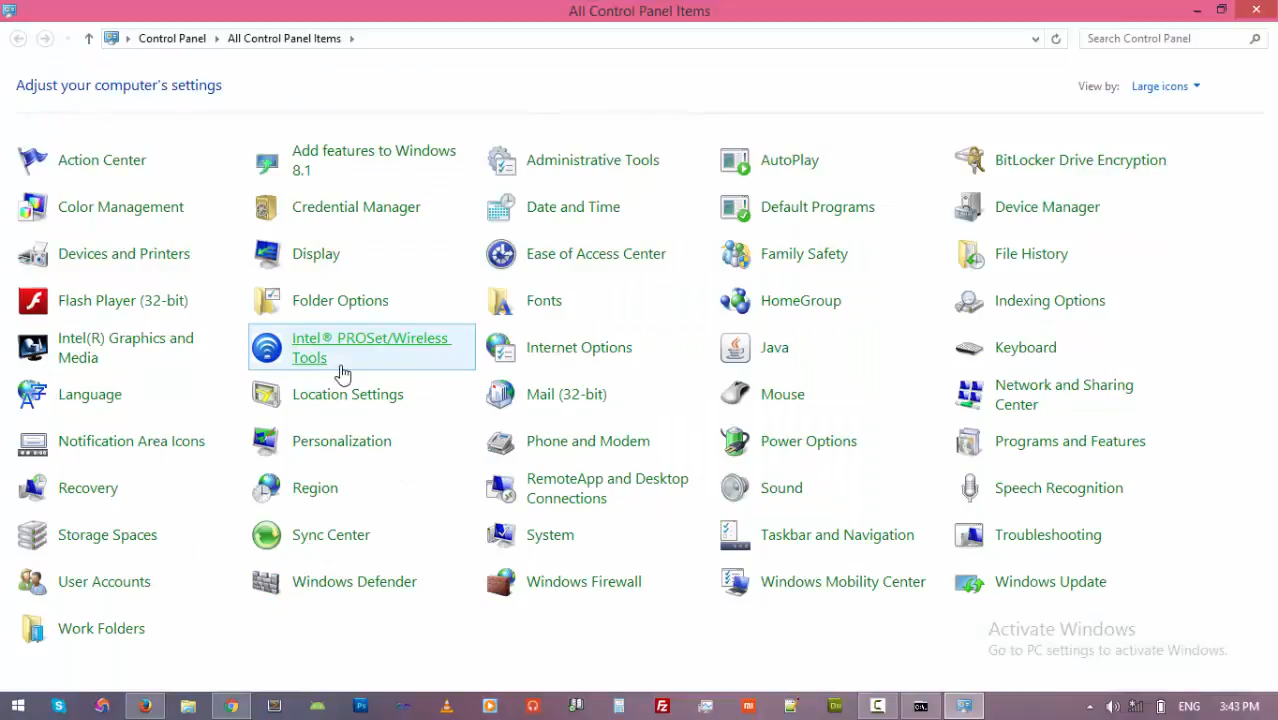 All Control Panel Items
Control Panel All Control Panel Items
Search Control Panel
Adjust your computer's settings
View by: Large icons
Action Center
Add features to Windows
8.1
Administrative Tools
AutoPlay
BitLocker Drive Encryption
Color Management
Credential Manager
Date and Time
Default Programs
Device Manager
Devices and Printers
Display
Ease of Access Center
Family Safety
File History
Flash Player (32-bit)
Folder Options
Fonts
HomeGroup
Indexing Options
Intel(R) Graphics and
Media
Intel® PROSet/Wireless
Tools
Internet Options
Java
Keyboard
Language
Location Settings
Mail (32-bit)
Mouse
Network and Sharing
Center
Notification Area Icons
Personalization
Phone and Modem
Power Options
Programs and Features
Recovery
Region
RemoteApp and Desktop
Connections
Sound
Speech Recognition
Storage Spaces
Sync Center
System
Taskbar and Navigation
Troubleshooting
User Accounts
Windows Defender
Windows Firewall
Windows Mobility Center
Windows Update
Work Folders
Activate Windows
Go to PC settings to activate Windows.
ENG
3:43 PM